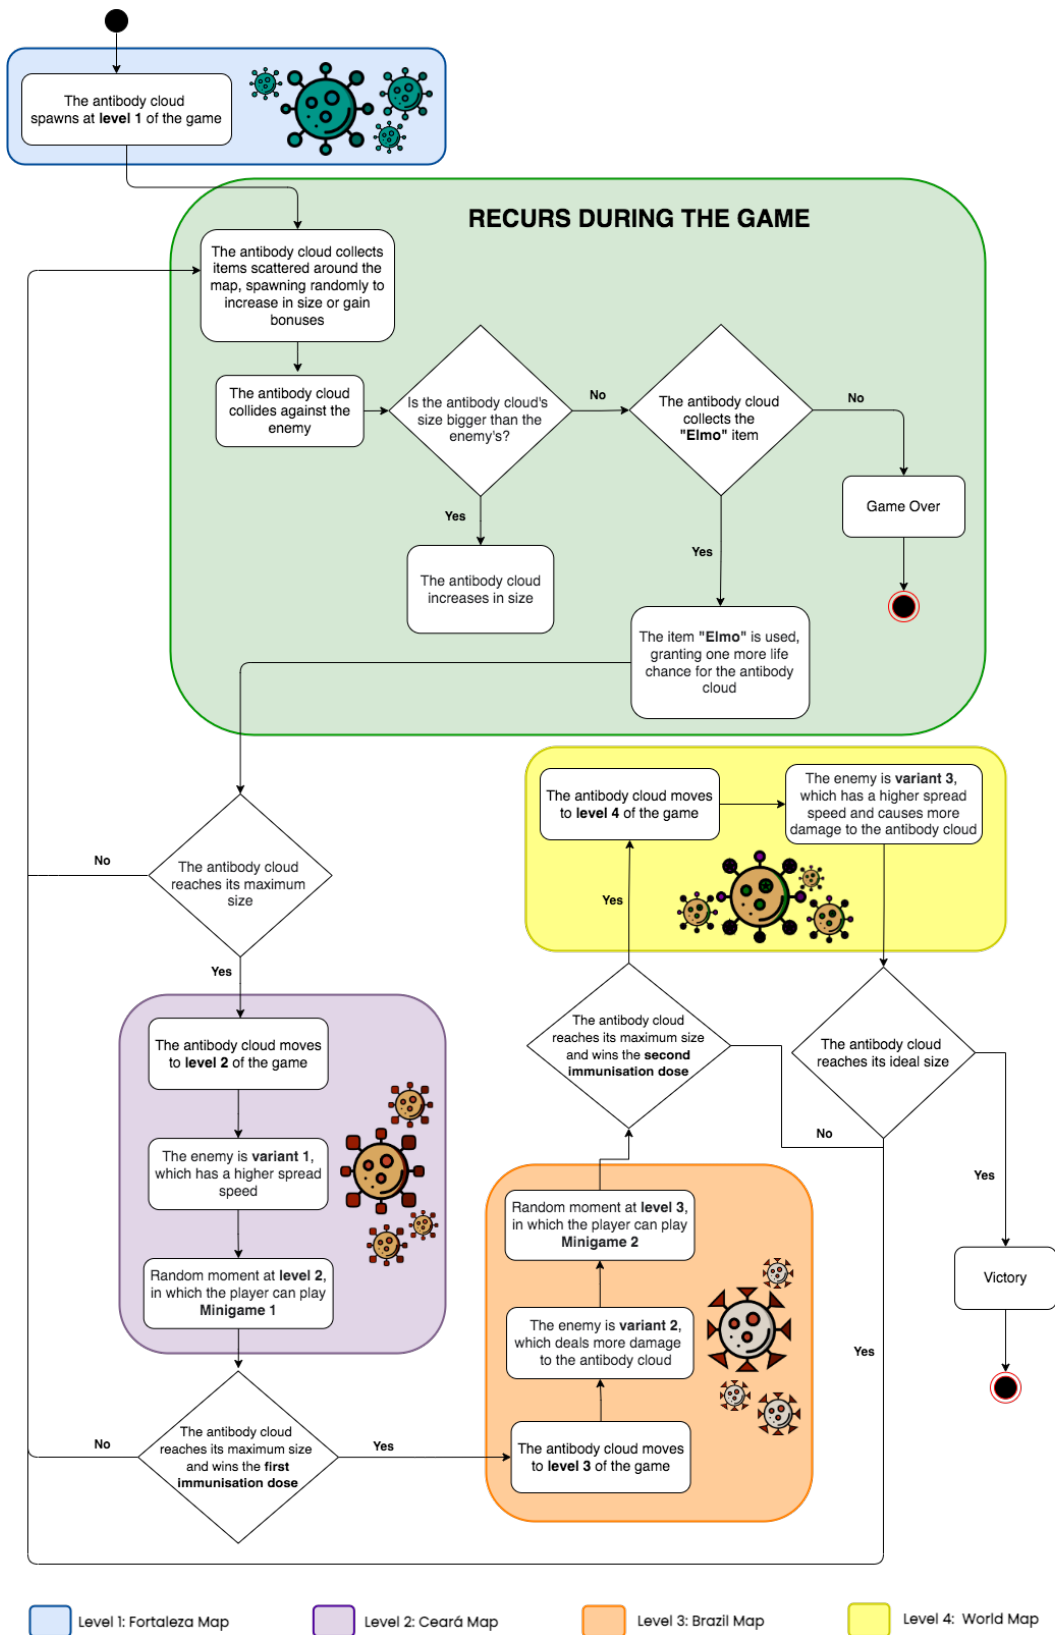 The antibody cloud
spawns at level 1 of the game
RECURS DURING THE GAME
The antibody cloud collects
items scattered around the
map, spawning randomly to
increase in size or gain
bonuses
The antibody cloud
collides against the
enemy
Is the antibody cloud's
size bigger than the
enemy's?
No
The antibody cloud
collects the
"Elmo" item
No
Game Over
Yes
The antibody cloud
increases in size
Yes
The item "Elmo" is used,
granting one more life
chance for the antibody
cloud
The antibody cloud
reaches its maximum
size
No
Yes
The antibody cloud moves
to level 2 of the game
The enemy is variant 1,
which has a higher spread
speed
Random moment at level 2,
in which the player can play
Minigame 1
The antibody cloud
reaches its maximum size
and wins the first
immunisation dose
No
Yes
The antibody cloud moves
to level 3 of the game
The enemy is variant 2,
which deals more damage
to the antibody cloud
Random moment at level 3,
in which the player can play
Minigame 2
The antibody cloud
reaches its maximum size
and wins the second
immunisation dose
Yes
No
The antibody cloud moves
to level 4 of the game
The enemy is variant 3,
which has a higher spread
speed and causes more
damage to the antibody cloud
The antibody cloud
reaches its ideal size
Yes
Yes
Victory
Level 1: Fortaleza Map
Level 2: Ceará Map
Level 3: Brazil Map
Level 4: World Map